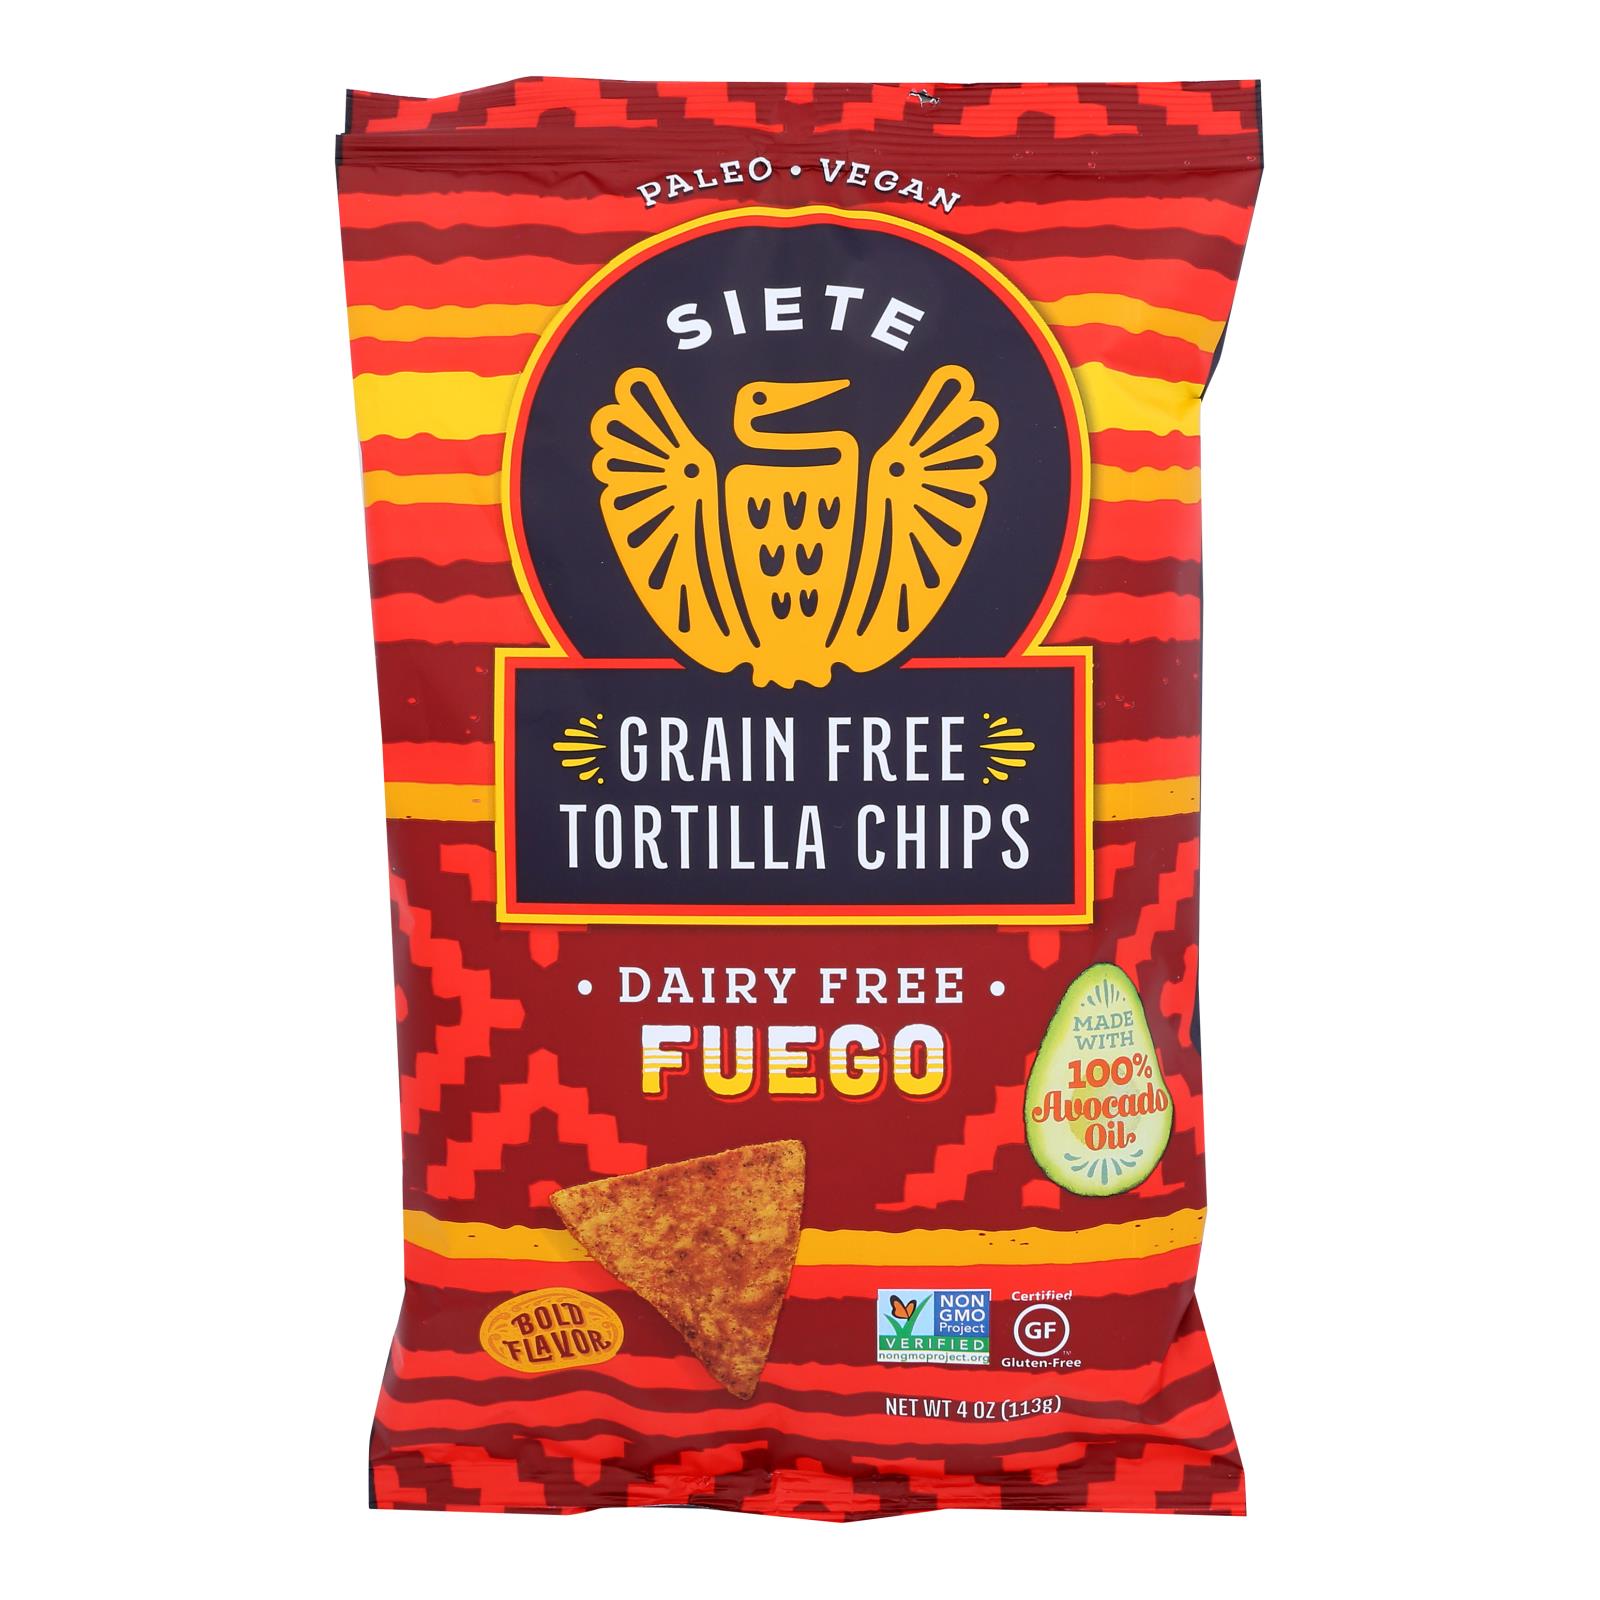 PALEO • VEGAN
SIETE
GRAIN FREE
TORTILLA CHIPS
• DAIRY FREE •
FUEGO
MADE
WITH
100%
Avocado
Oil
BOLD
FLAVOR
NON
GMO
Project
VERIFIED
nongmoproject.org
Certified
GF
™
Gluten-Free
NET WT 4 OZ (113g)